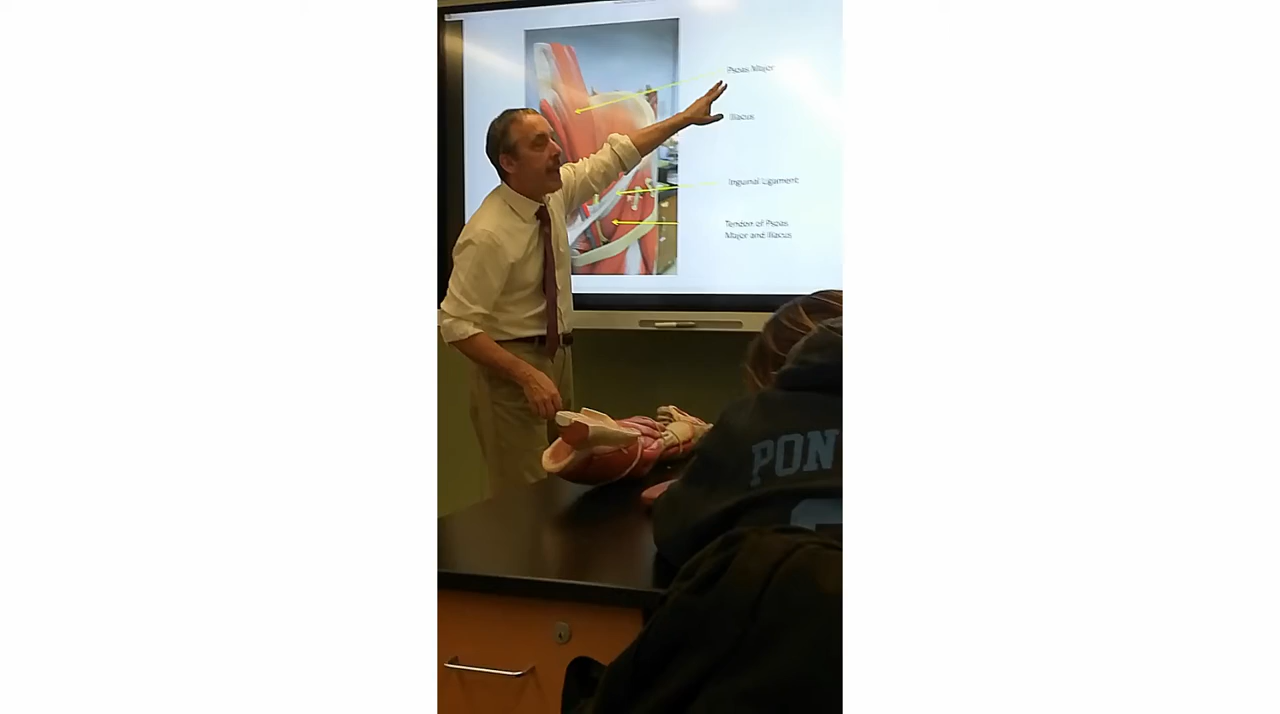 Psoas Major
Iliacus
Inguinal Ligament
Tendon of Psoas
Major and Iliacus
PON